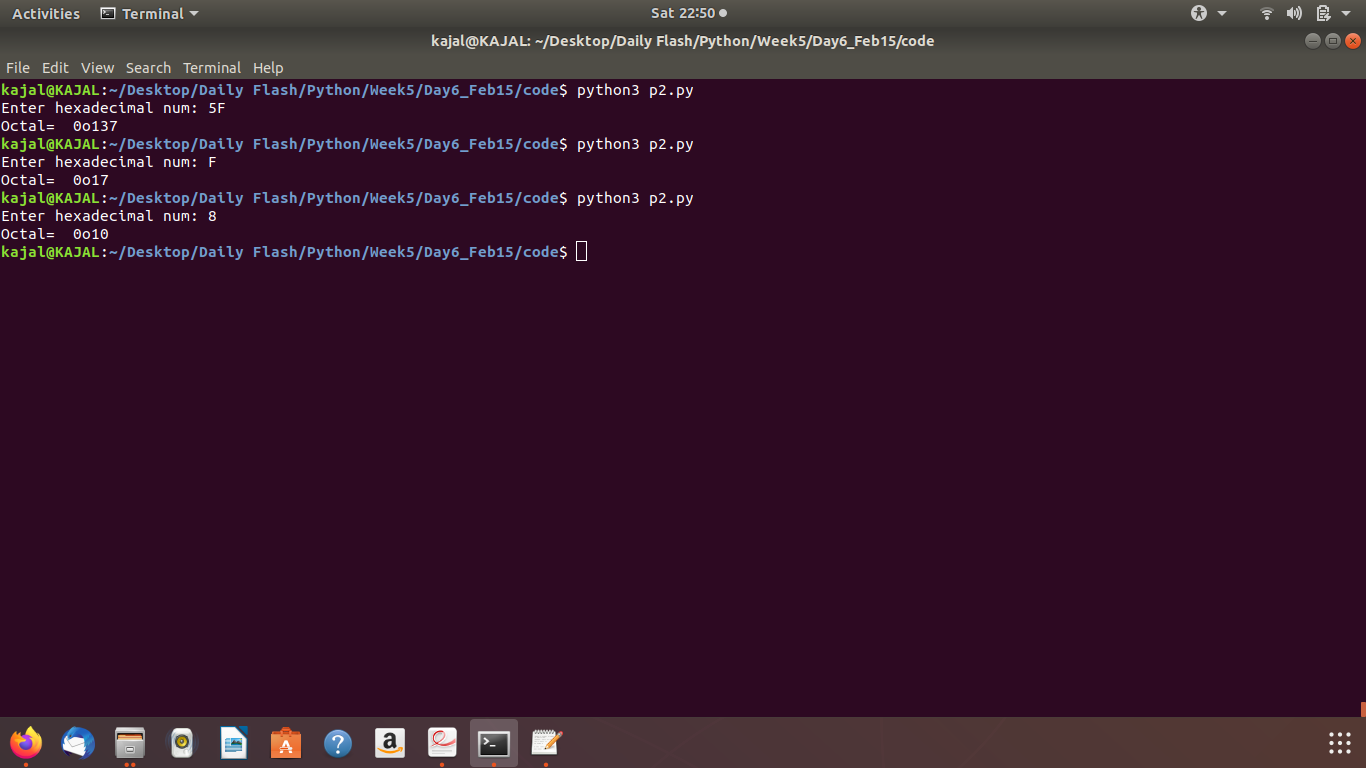 Activities Terminal Sat 22:50
kajal@KAJAL: ~/Desktop/Daily Flash/Python/Week5/Day6_Feb15/code
File Edit View Search Terminal Help
kajal@KAJAL:~/Desktop/Daily Flash/Python/Week5/Day6_Feb15/code$ python3 p2.py
Enter hexadecimal num: 5F
Octal=  0o137
kajal@KAJAL:~/Desktop/Daily Flash/Python/Week5/Day6_Feb15/code$ python3 p2.py
Enter hexadecimal num: F
Octal=  0o17
kajal@KAJAL:~/Desktop/Daily Flash/Python/Week5/Day6_Feb15/code$ python3 p2.py
Enter hexadecimal num: 8
Octal=  0o10
kajal@KAJAL:~/Desktop/Daily Flash/Python/Week5/Day6_Feb15/code$